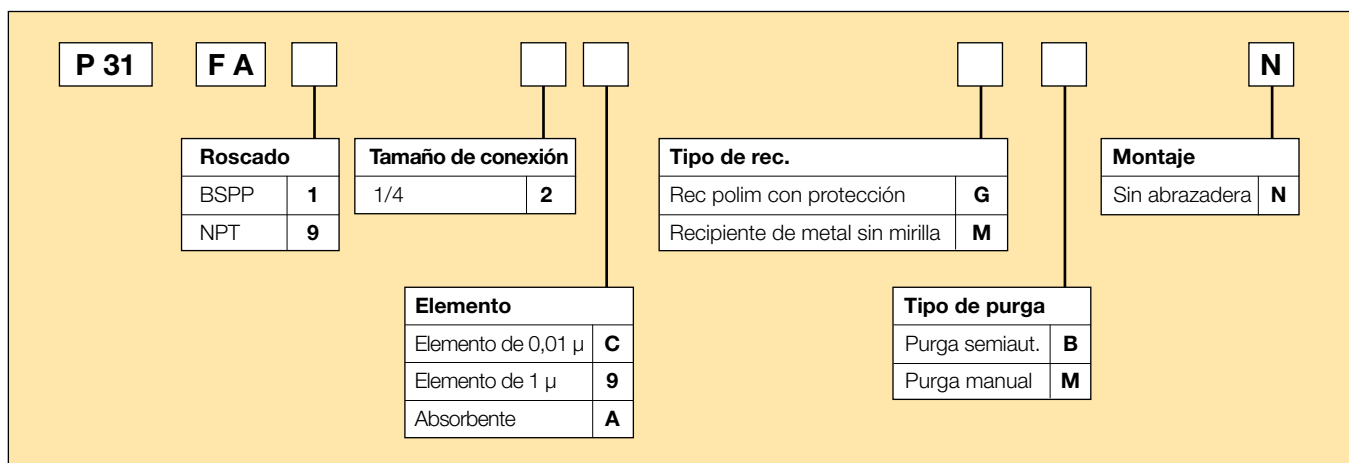 P 31 F A N
Roscado
BSPP 1
NPT 9
Tamaño de conexión
1/4 2
Tipo de rec.
Rec polim con protección G
Recipiente de metal sin mirilla M
Montaje
Sin abrazadera N
Elemento
Elemento de 0,01 µ C
Elemento de 1 µ 9
Absorbente A
Tipo de purga
Purga semiaut. B
Purga manual M